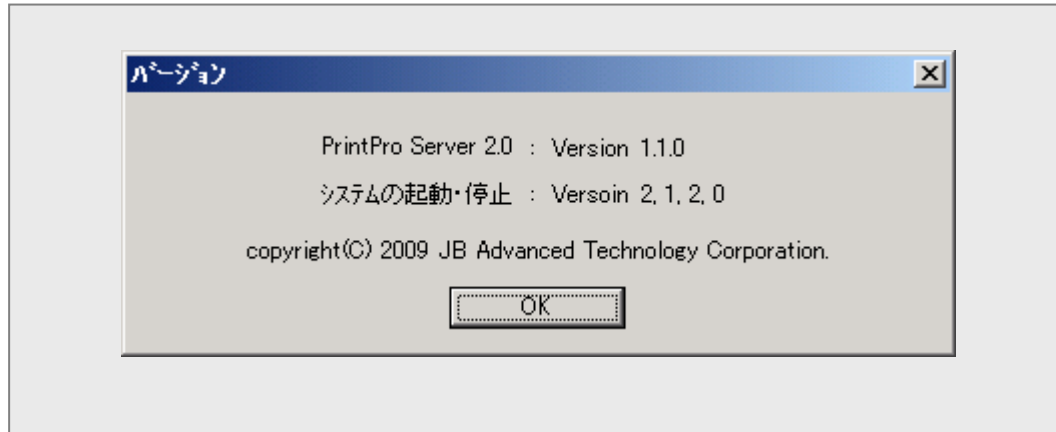 ﾊﾞｰｼﾞｮﾝ
PrintPro Server 2.0 : Version 1.1.0
ｼｽﾃﾑの起動・停止 : Versoin 2, 1, 2, 0
copyright(C) 2009 JB Advanced Technology Corporation.
OK